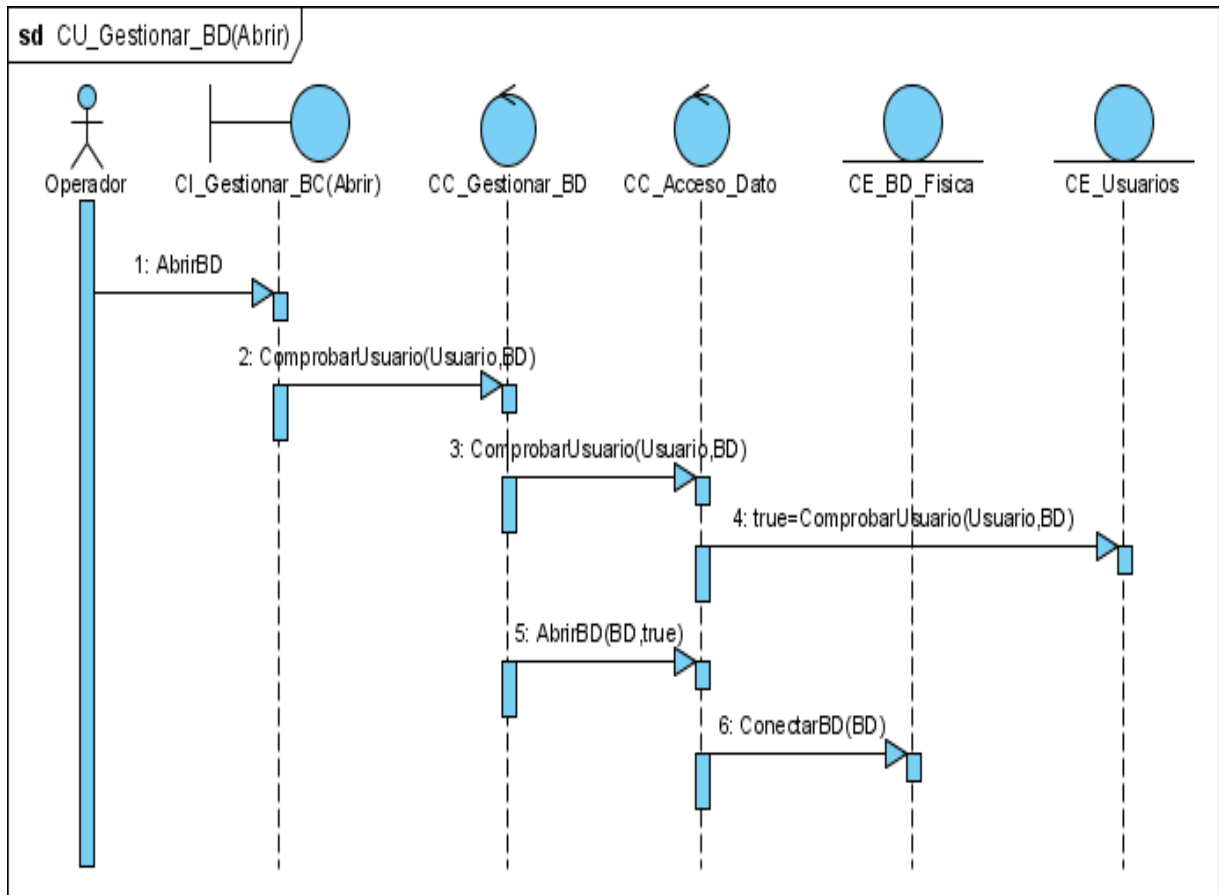 sd CU_Gestionar_BD(Abrir)
Operador
CI_Gestionar_BC(Abrir)
CC_Gestionar_BD
CC_Acceso_Dato
CE_BD_Fisica
CE_Usuarios
1: AbrirBD
2: ComprobarUsuario(Usuario,BD)
3: ComprobarUsuario(Usuario,BD)
4: true=ComprobarUsuario(Usuario,BD)
5: AbrirBD(BD,true)
6: ConectarBD(BD)